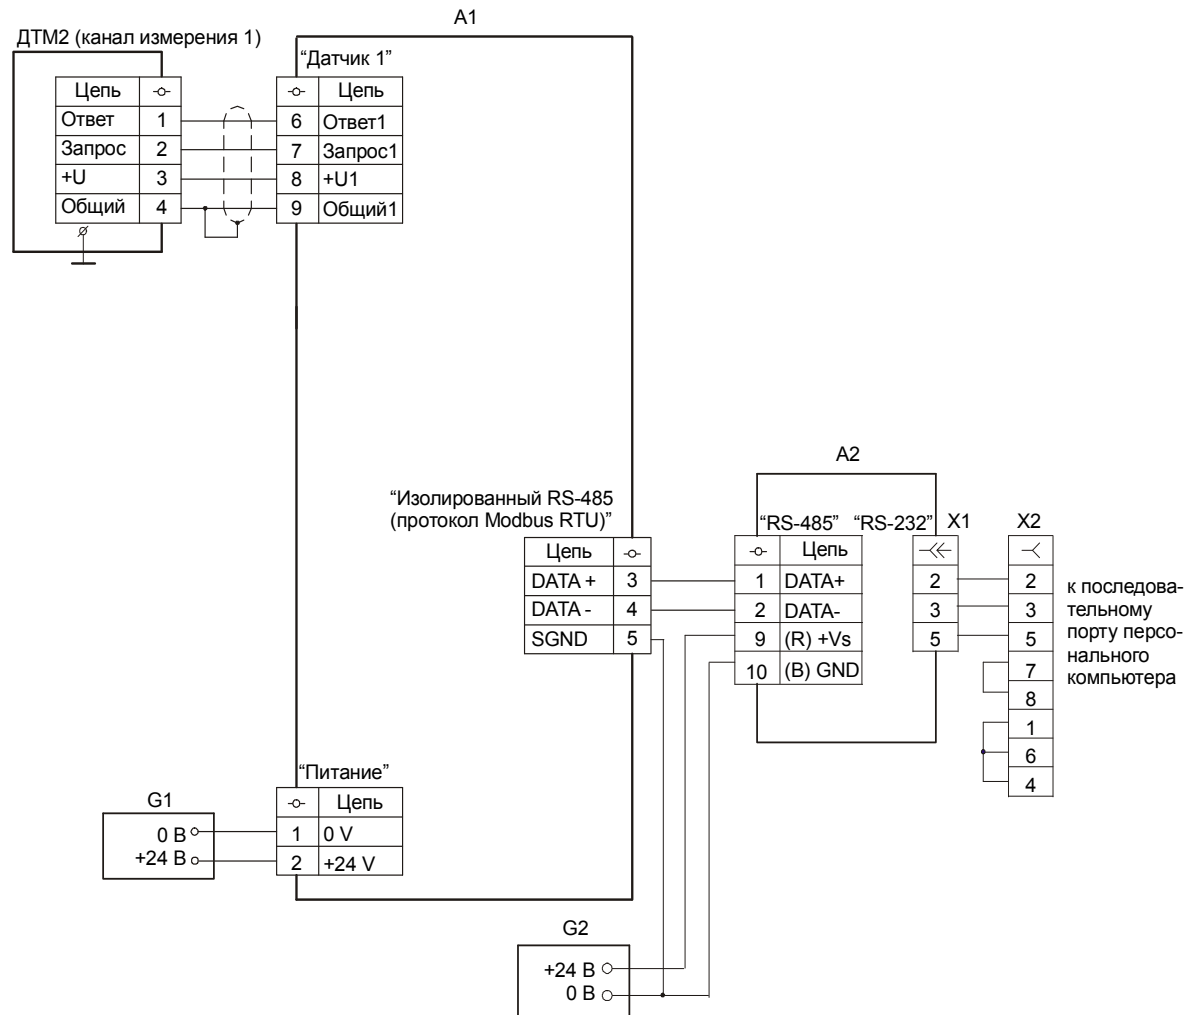 A1
ДТМ2 (канал измерения 1)
“Датчик 1”
Цепь
Ответ 1
Запрос 2
+U 3
Общий 4
Цепь
6 Ответ1
7 Запрос1
8 +U1
9 Общий1
A2
“Изолированный RS-485
(протокол Modbus RTU)”
Цепь
DATA + 3
DATA - 4
SGND 5
“RS-485” “RS-232” X1 X2
Цепь
1 DATA+
2 DATA-
9 (R) +Vs
10 (B) GND
2
3
5
2
3
5
7
8
1
6
4
к последова-
тельному
порту персо-
нального
компьютера
“Питание”
Цепь
1 0 V
2 +24 V
G1
0 В
+24 В
G2
+24 В
0 В